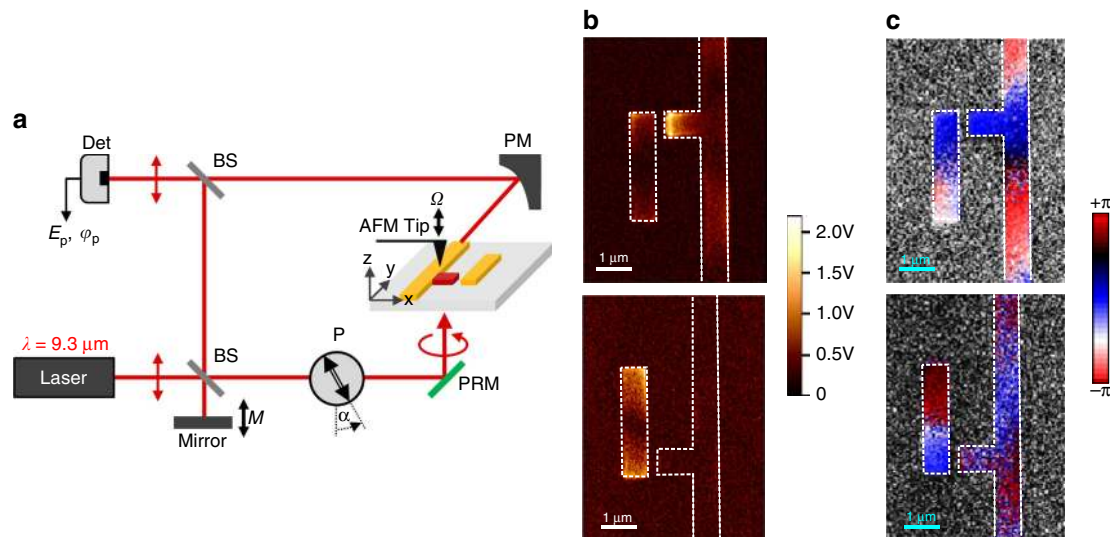 a
b
c
Det
BS
PM
Eₚ, φₚ
Ω
AFM Tip
z
y
x
λ = 9.3 µm
Laser
BS
P
α
PRM
M
Mirror
1 µm
1 µm
2.0V
1.5V
1.0V
0.5V
0
1 µm
1 µm
+π
−π